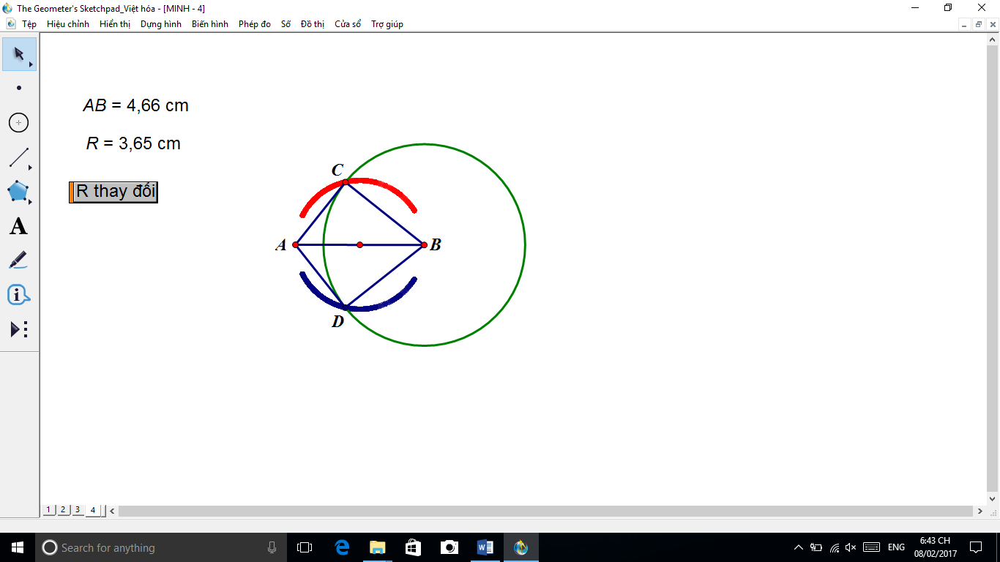 The Geometer's Sketchpad_Việt hóa - [MINH - 4]
Tệp Hiệu chỉnh Hiển thị Dựng hình Biến hình Phép đo Số Đồ thị Cửa sổ Trợ giúp
AB = 4,66 cm
R = 3,65 cm
R thay đổi
C
A
B
D
A
1 2 3 4
Search for anything
ENG
6:43 CH
08/02/2017